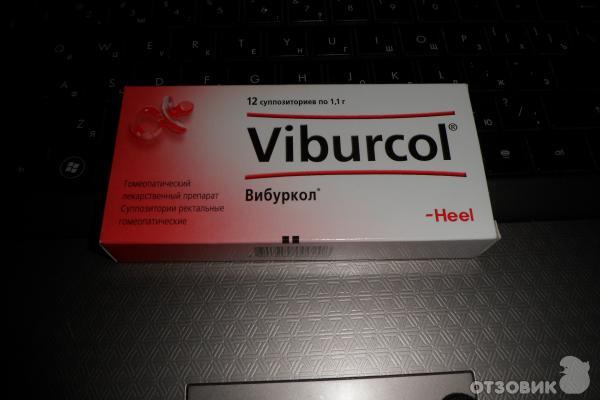 12 суппозиториев по 1,1 г
Viburcol®
Вибуркол®
Гомеопатический
лекарственный препарат
Суппозитории ректальные
гомеопатические
-Heel
ОТЗОВИК